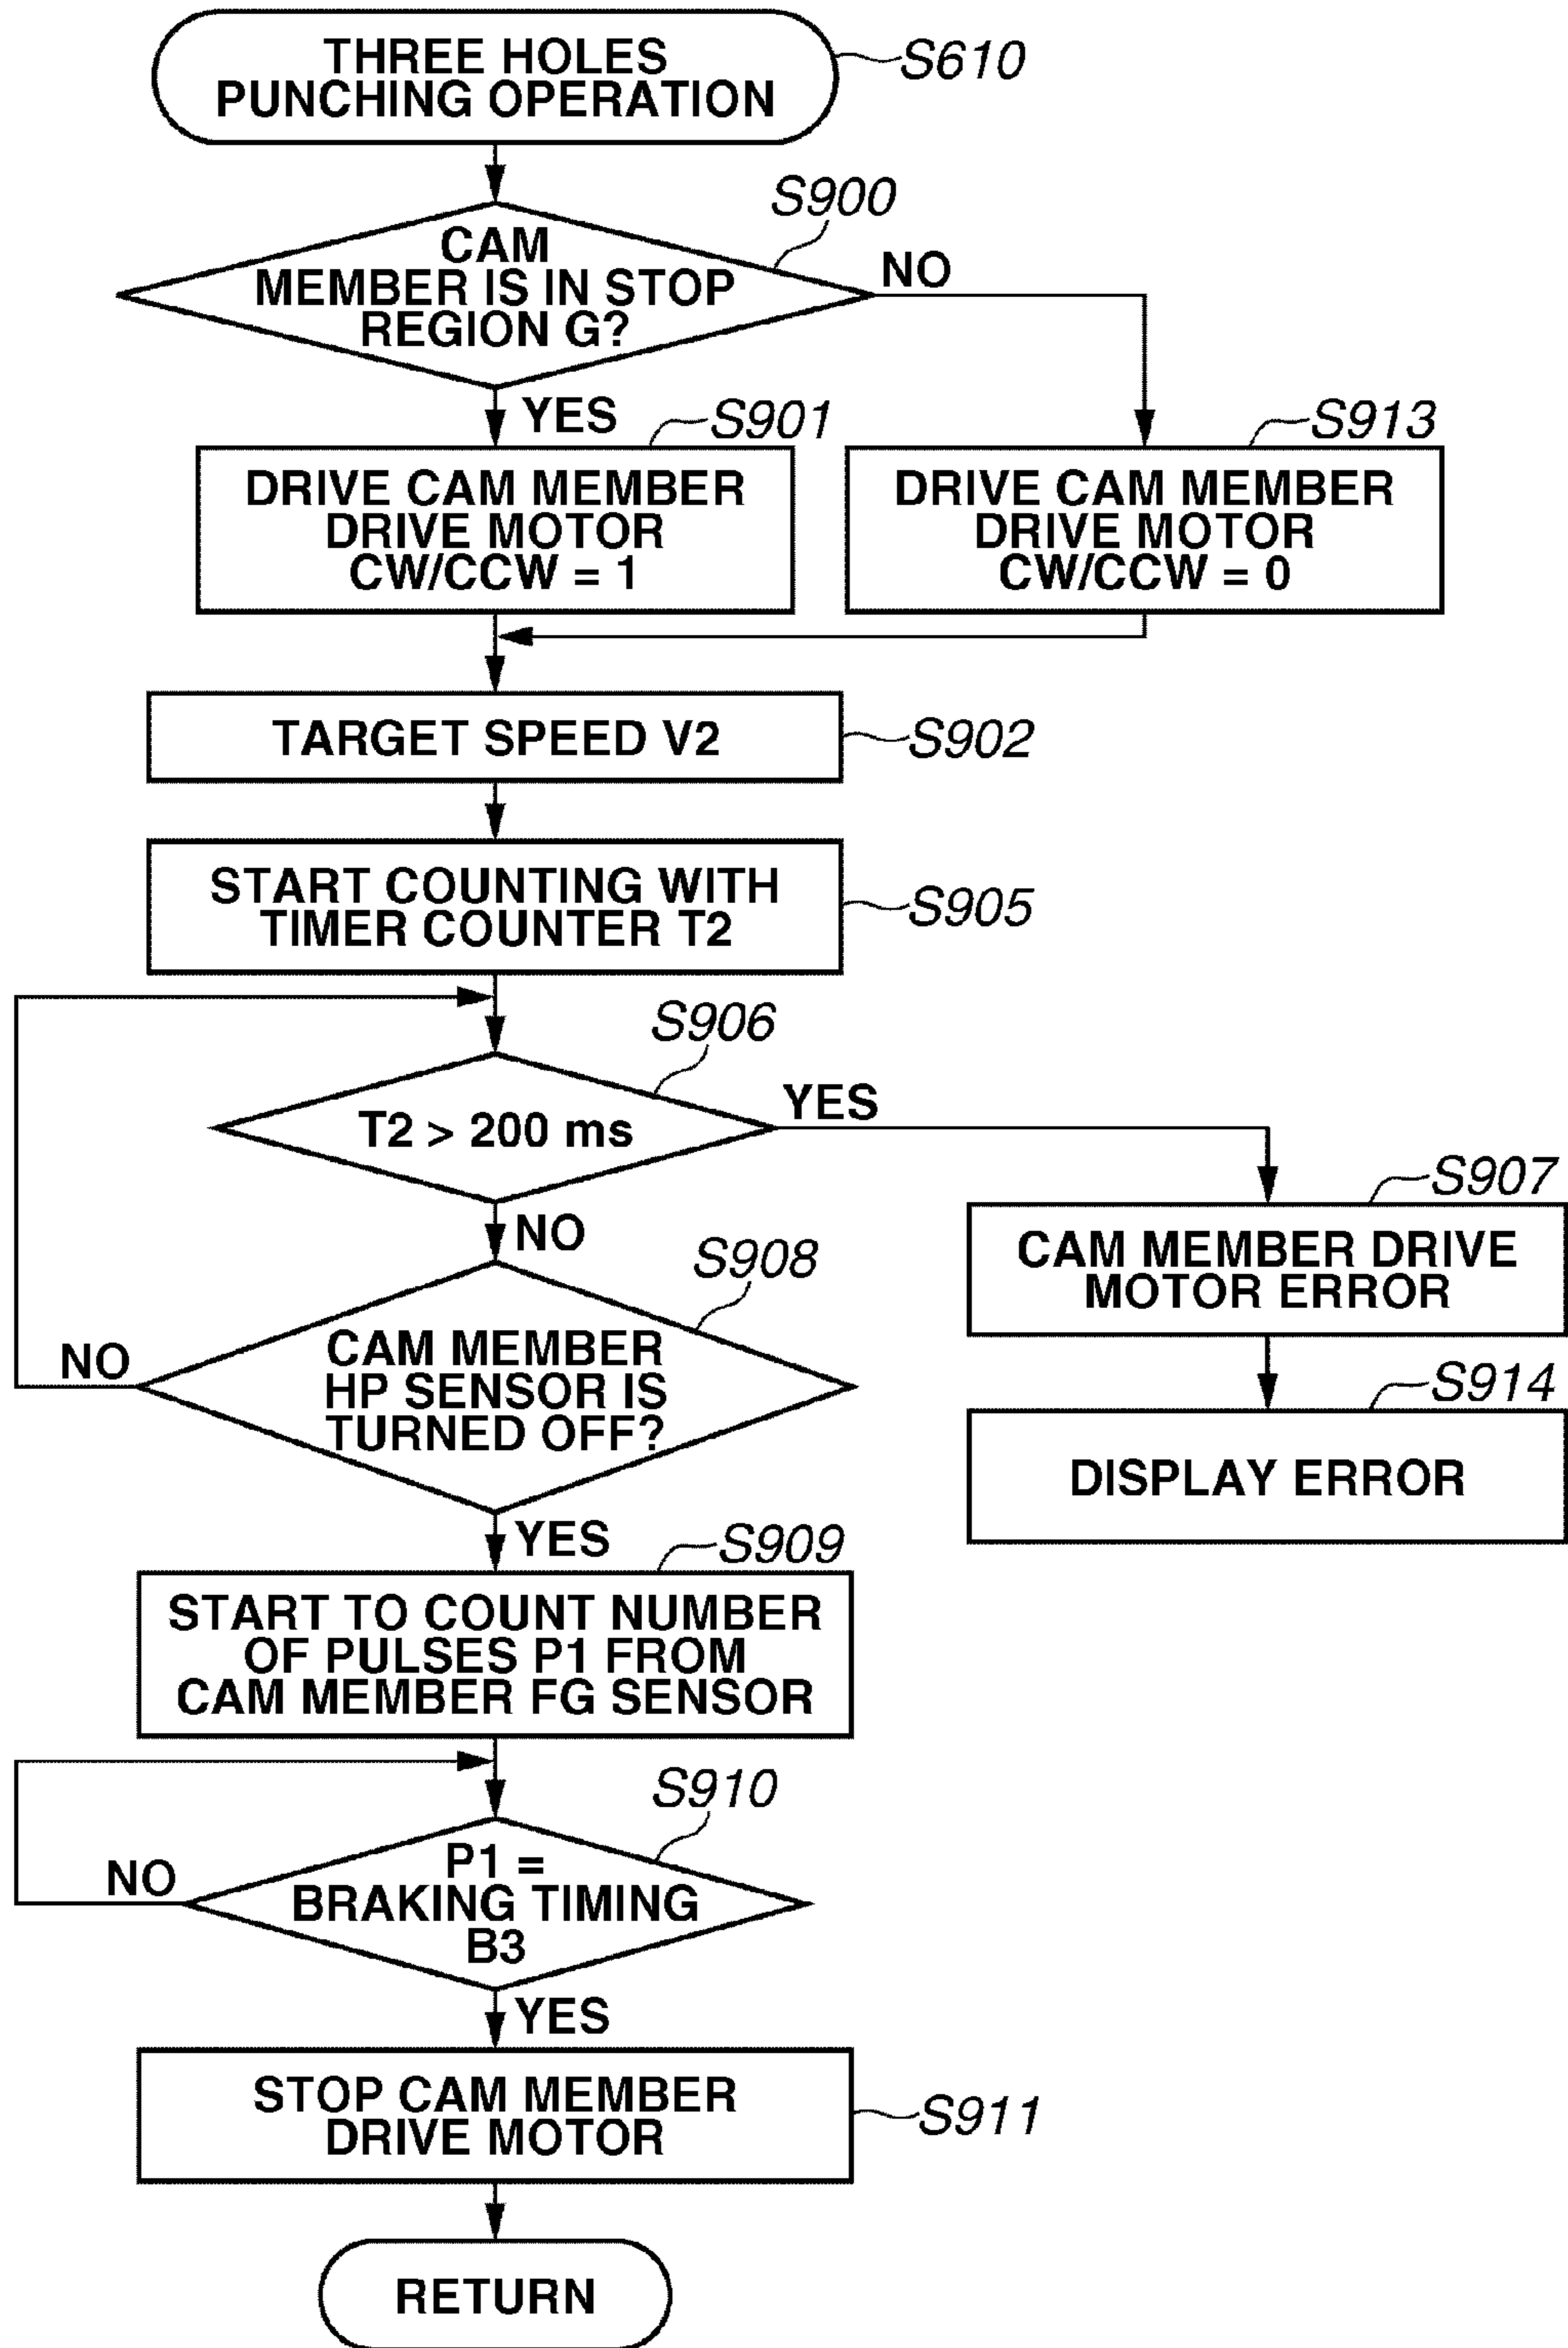 THREE HOLES
PUNCHING OPERATION
S610
S900
CAM
MEMBER IS IN STOP
REGION G?
NO
YES
S901
DRIVE CAM MEMBER
DRIVE MOTOR
CW/CCW = 1
S913
DRIVE CAM MEMBER
DRIVE MOTOR
CW/CCW = 0
TARGET SPEED V2
S902
START COUNTING WITH
TIMER COUNTER T2
S905
S906
T2 > 200 ms
YES
NO
S907
CAM MEMBER DRIVE
MOTOR ERROR
S908
CAM MEMBER
HP SENSOR IS
TURNED OFF?
NO
S914
DISPLAY ERROR
YES
S909
START TO COUNT NUMBER
OF PULSES P1 FROM
CAM MEMBER FG SENSOR
S910
P1 =
BRAKING TIMING
B3
NO
YES
STOP CAM MEMBER
DRIVE MOTOR
S911
RETURN